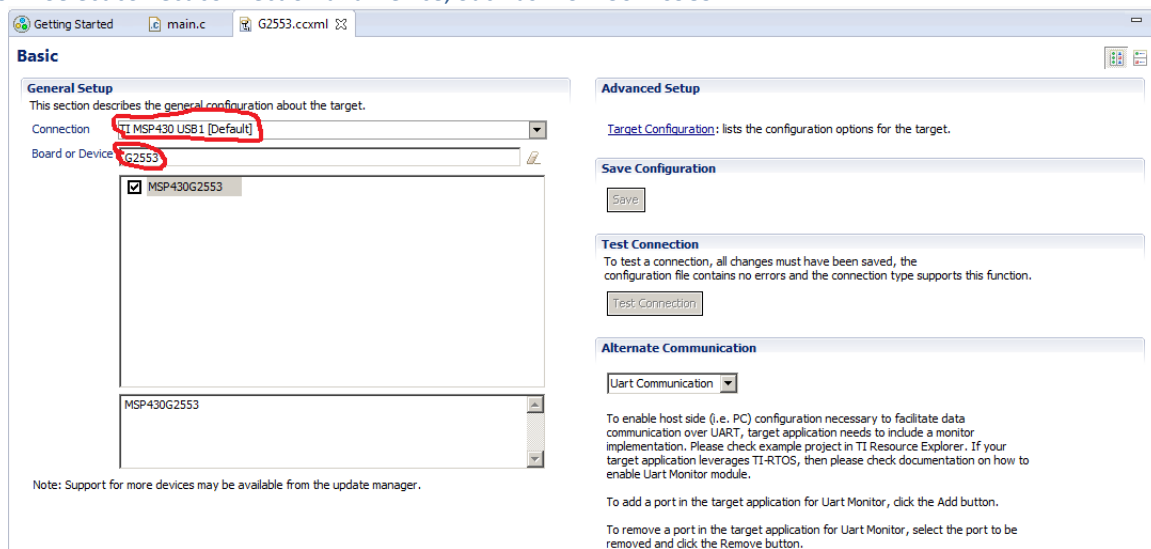 Getting Started
main.c
G2553.ccxml
Basic
General Setup
This section describes the general configuration about the target.
Connection
TI MSP430 USB1 [Default]
Board or Device
G2553
MSP430G2553
MSP430G2553
Note: Support for more devices may be available from the update manager.
Advanced Setup
Target Configuration: lists the configuration options for the target.
Save Configuration
Save
Test Connection
To test a connection, all changes must have been saved, the
configuration file contains no errors and the connection type supports this function.
Test Connection
Alternate Communication
Uart Communication
To enable host side (i.e. PC) configuration necessary to facilitate data
communication over UART, target application needs to include a monitor
implementation. Please check example project in TI Resource Explorer. If your
target application leverages TI-RTOS, then please check documentation on how to
enable Uart Monitor module.
To add a port in the target application for Uart Monitor, click the Add button.
To remove a port in the target application for Uart Monitor, select the port to be
removed and click the Remove button.